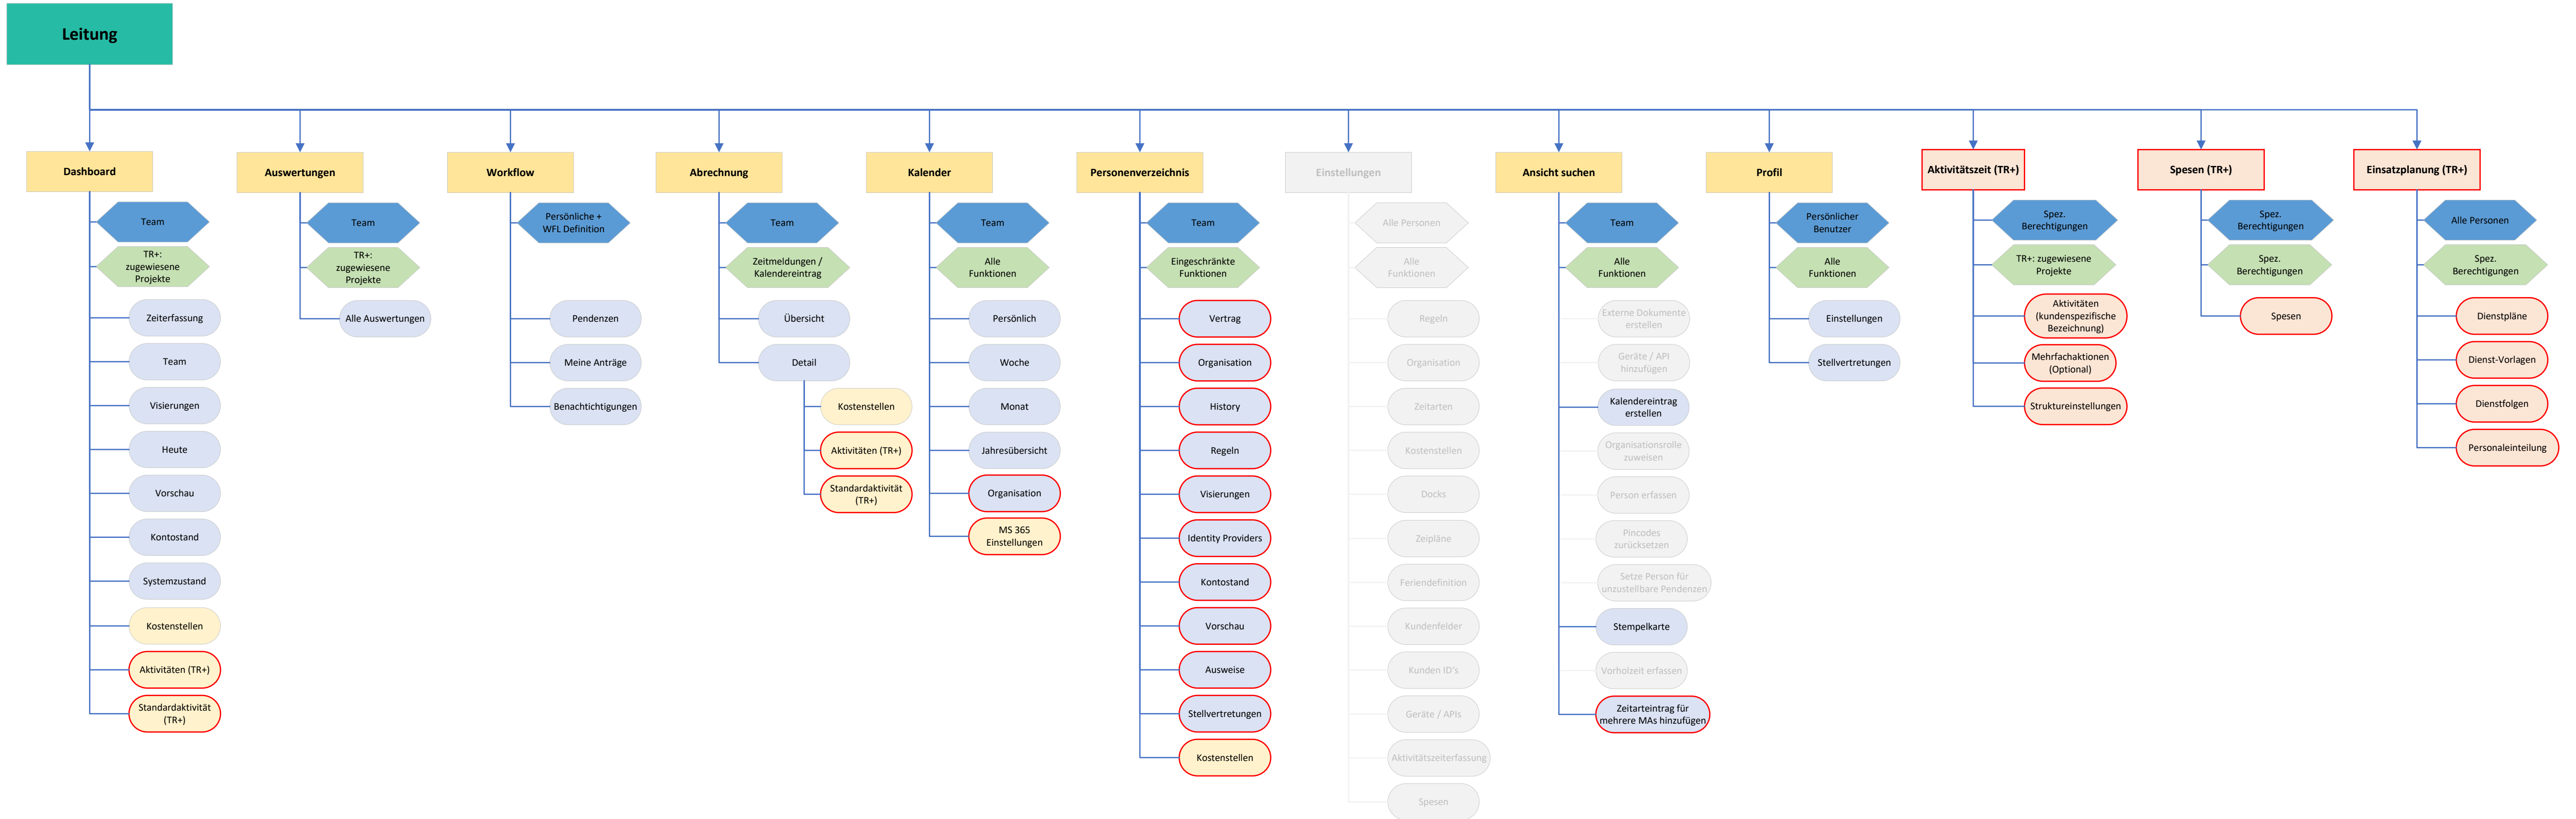 Leitung
Dashboard
Team
TR+:
zugewiesene
Projekte
Zeiterfassung
Team
Visierungen
Heute
Vorschau
Kontostand
Systemzustand
Kostenstellen
Aktivitäten (TR+)
Standardaktivität
(TR+)
Auswertungen
Team
TR+:
zugewiesene
Projekte
Alle Auswertungen
Workflow
Persönliche +
WFL Definition
Pendenzen
Meine Anträge
Benachtichtigungen
Abrechnung
Team
Zeitmeldungen /
Kalendereintrag
Übersicht
Detail
Kostenstellen
Aktivitäten (TR+)
Standardaktivität
(TR+)
Kalender
Team
Alle
Funktionen
Persönlich
Woche
Monat
Jahresübersicht
Organisation
MS 365
Einstellungen
Personenverzeichnis
Team
Eingeschränkte
Funktionen
Vertrag
Organisation
History
Regeln
Visierungen
Identity Providers
Kontostand
Vorschau
Ausweise
Stellvertretungen
Kostenstellen
Einstellungen
Alle Personen
Alle
Funktionen
Regeln
Organisation
Zeitarten
Kostenstellen
Docks
Zeipläne
Feriendefinition
Kundenfelder
Kunden ID's
Geräte / APIs
Aktivitätszeiterfassung
Spesen
Ansicht suchen
Team
Alle
Funktionen
Externe Dokumente
erstellen
Geräte / API
hinzufügen
Kalendereintrag
erstellen
Organisationsrolle
zuweisen
Person erfassen
Pincodes
zurücksetzen
Setze Person für
unzustellbare Pendenzen
Stempelkarte
Vorholzeit erfassen
Zeitarteintrag für
mehrere MAs hinzufügen
Profil
Persönlicher
Benutzer
Alle
Funktionen
Einstellungen
Stellvertretungen
Aktivitätszeit (TR+)
Spez.
Berechtigungen
TR+: zugewiesene
Projekte
Aktivitäten
(kundenspezifische
Bezeichnung)
Mehrfachaktionen
(Optional)
Struktureinstellungen
Spesen (TR+)
Spez.
Berechtigungen
Spez.
Berechtigungen
Spesen
Einsatzplanung (TR+)
Alle Personen
Spez.
Berechtigungen
Dienstpläne
Dienst-Vorlagen
Dienstfolgen
Personaleinteilung